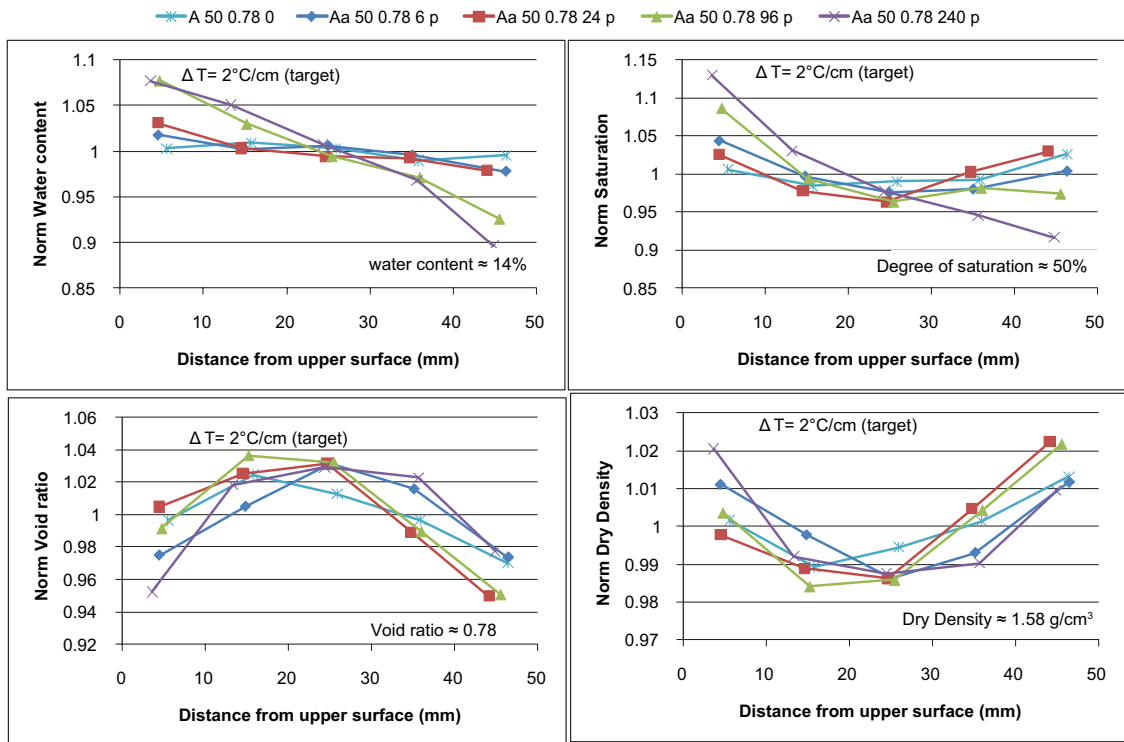 A 50 0.78 0 Aa 50 0.78 6 p Aa 50 0.78 24 p Aa 50 0.78 96 p Aa 50 0.78 240 p
1.1
1.05
1
0.95
0.9
0.85
Norm Water content
Δ T= 2°C/cm (target)
water content ≈ 14%
0 10 20 30 40 50
Distance from upper surface (mm)
1.15
1.1
1.05
1
0.95
0.9
0.85
Norm Saturation
Δ T= 2°C/cm (target)
Degree of saturation ≈ 50%
0 10 20 30 40 50
Distance from upper surface (mm)
1.06
1.04
1.02
1
0.98
0.96
0.94
0.92
Norm Void ratio
Δ T= 2°C/cm (target)
Void ratio ≈ 0.78
0 10 20 30 40 50
Distance from upper surface (mm)
1.03
1.02
1.01
1
0.99
0.98
0.97
Norm Dry Density
Δ T= 2°C/cm (target)
Dry Density ≈ 1.58 g/cm³
0 10 20 30 40 50
Distance from upper surface (mm)